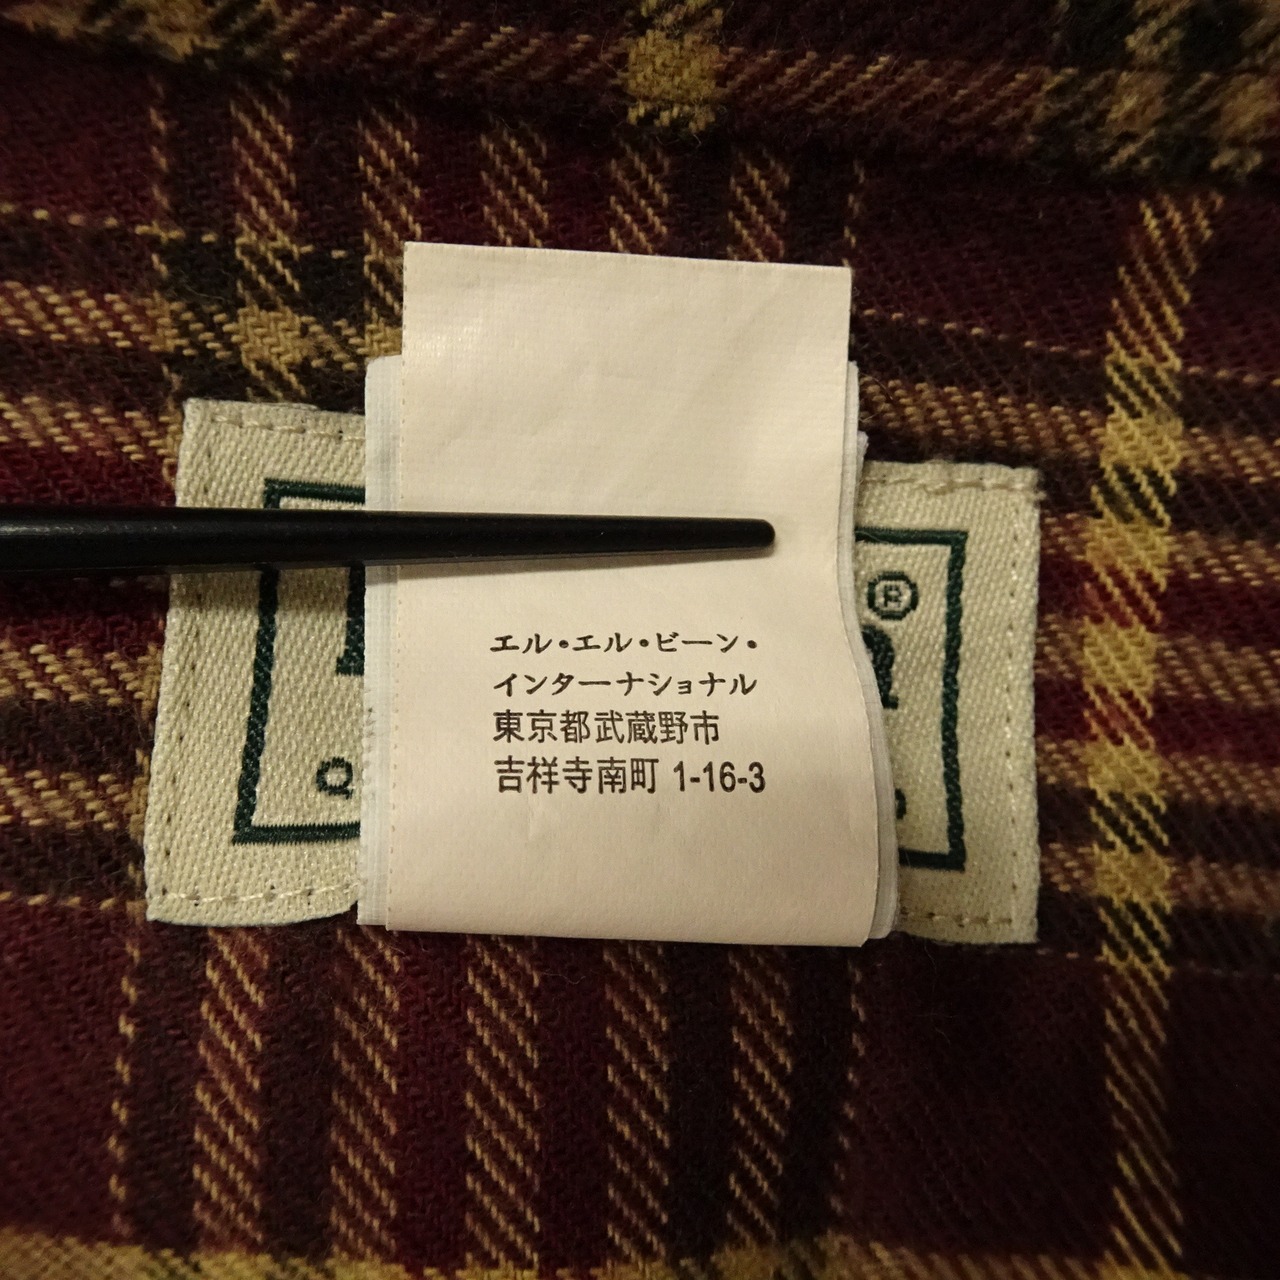 エル・エル・ビーン・
インターナショナル
東京都武蔵野市
吉祥寺南町 1-16-3
®